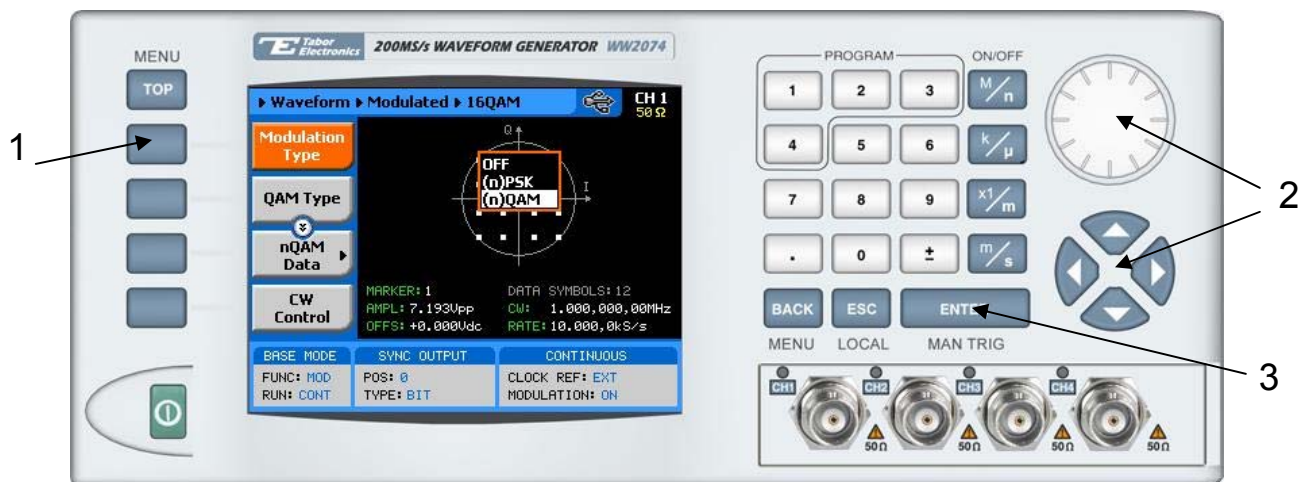 MENU
TOP
1
Tabor Electronics 200MS/s WAVEFORM GENERATOR WW2074
Waveform Modulated 16QAM CH 1
50 Ω
Modulation Type
QAM Type
nQAM Data
CW Control
Q
I
OFF
(n)PSK
(n)QAM
MARKER: 1 DATA SYMBOLS: 12
AMPL: 7.193Vpp CW: 1.000,000,00MHz
OFFS: +0.000Vdc RATE: 10.000,0kS/s
BASE MODE SYNC OUTPUT CONTINUOUS
FUNC: MOD POS: 0 CLOCK REF: EXT
RUN: CONT TYPE: BIT MODULATION: ON
PROGRAM ON/OFF
1 2 3 M/n
4 5 6 k/µ
7 8 9 x1/m
. 0 ± m/s
BACK ESC ENTE
MENU LOCAL MAN TRIG
2
3
CH1 CH2 CH3 CH4
50Ω 50Ω 50Ω 50Ω